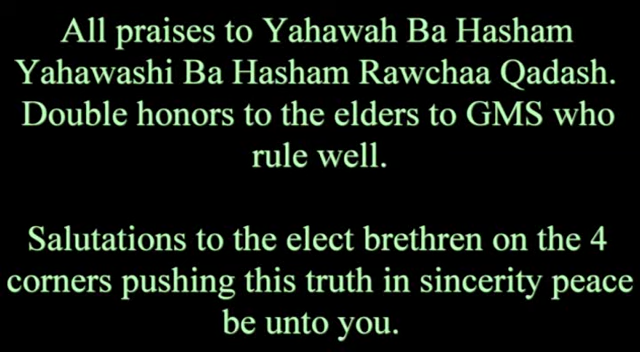 All praises to Yahawah Ba Hasham
Yahawashi Ba Hasham Rawchaa Qadash.
Double honors to the elders to GMS who
rule well.
Salutations to the elect brethren on the 4
corners pushing this truth in sincerity peace
be unto you.